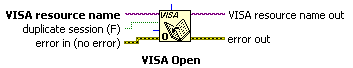 VISA resource name
VISA
VISA resource name out
duplicate session (F)
error in (no error)
error out
VISA Open